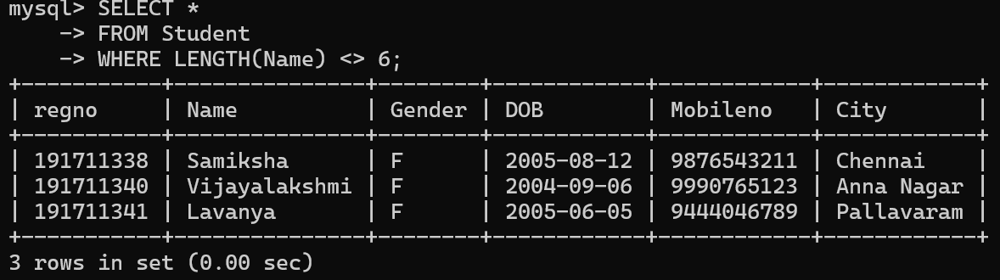 mysql> SELECT *
    -> FROM Student
    -> WHERE LENGTH(Name) <> 6;
+-----------+---------------+--------+------------+------------+------------+
| regno     | Name          | Gender | DOB        | Mobileno   | City       |
+-----------+---------------+--------+------------+------------+------------+
| 191711338 | Samiksha      | F      | 2005-08-12 | 9876543211 | Chennai    |
| 191711340 | Vijayalakshmi | F      | 2004-09-06 | 9990765123 | Anna Nagar |
| 191711341 | Lavanya       | F      | 2005-06-05 | 9444046789 | Pallavaram |
+-----------+---------------+--------+------------+------------+------------+
3 rows in set (0.00 sec)